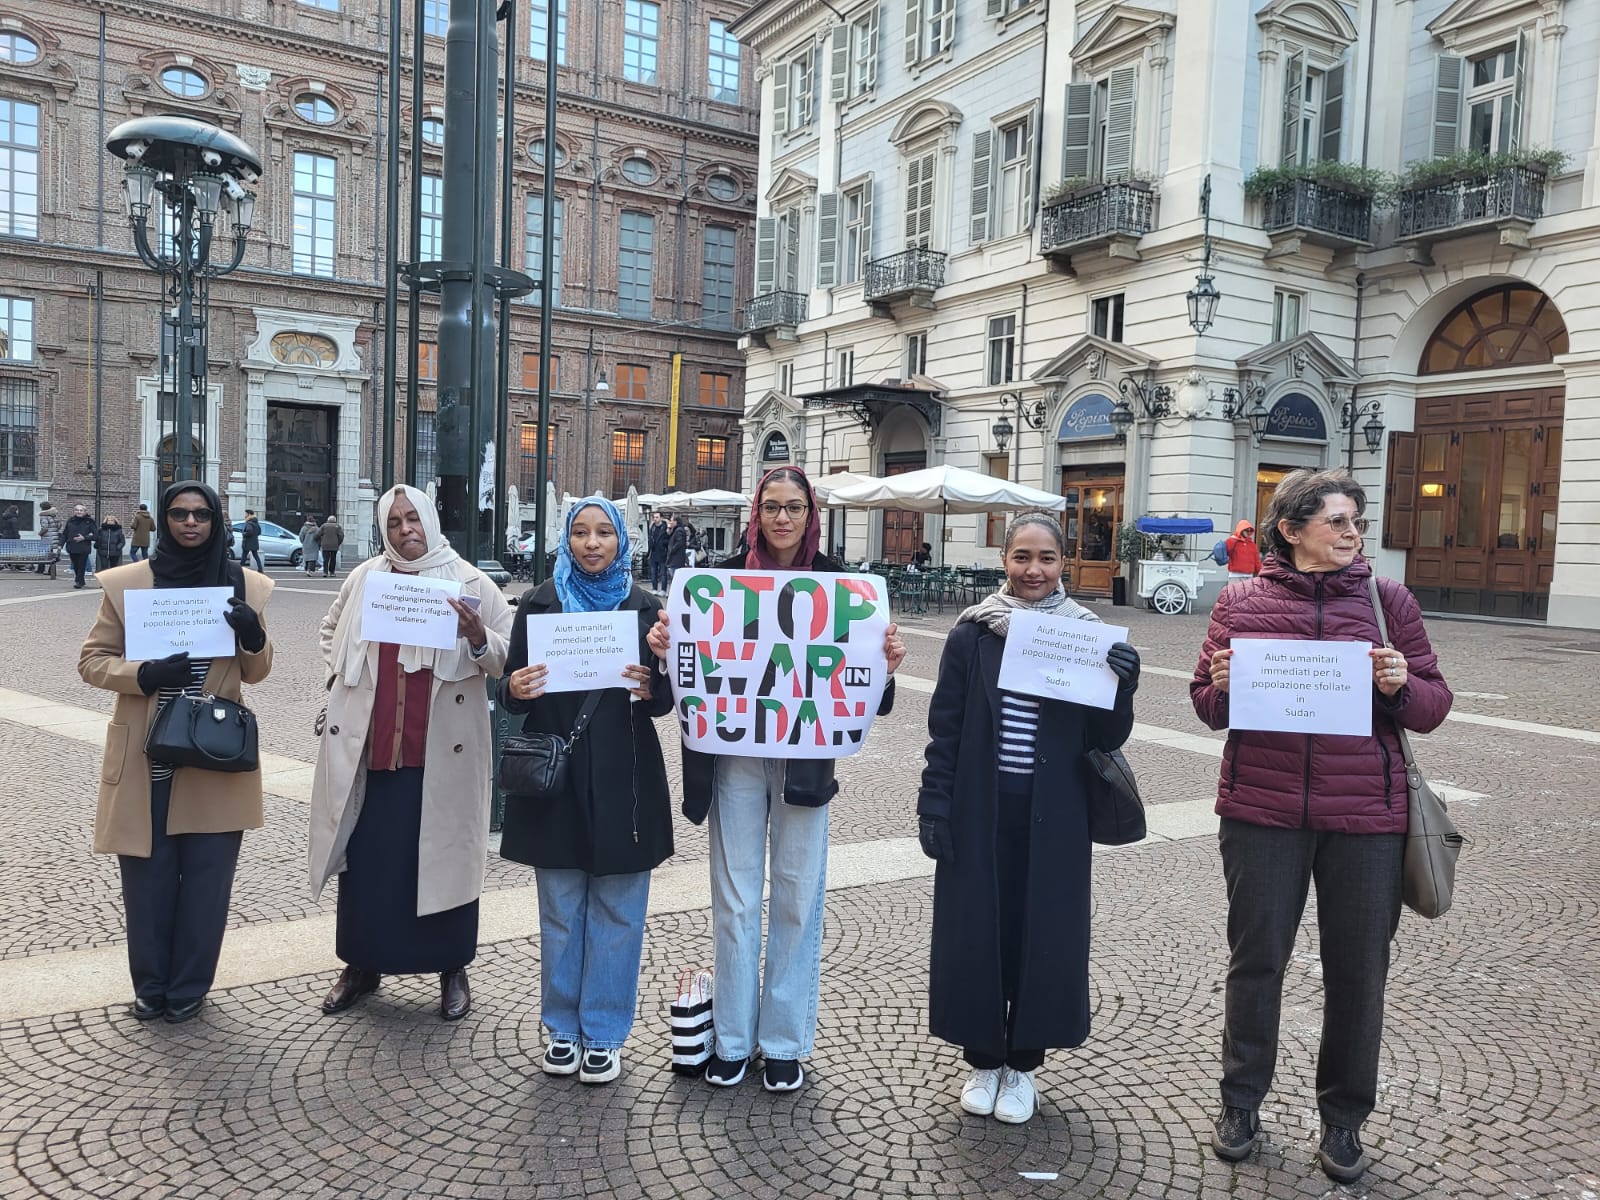 Pepino
Pepino
Aiuti umanitari
immediati per la
popolazione sfollate
in
Sudan
Facilitare il
ricongiungimento
famigliare per i rifugiati
sudanese
Aiuti umanitari
immediati per la
popolazione sfollate
in
Sudan
STOP
THE WAR IN
SUDAN
Aiuti umanitari
immediati per la
popolazione sfollate
in
Sudan
Aiuti umanitari
immediati per la
popolazione sfollate
in
Sudan